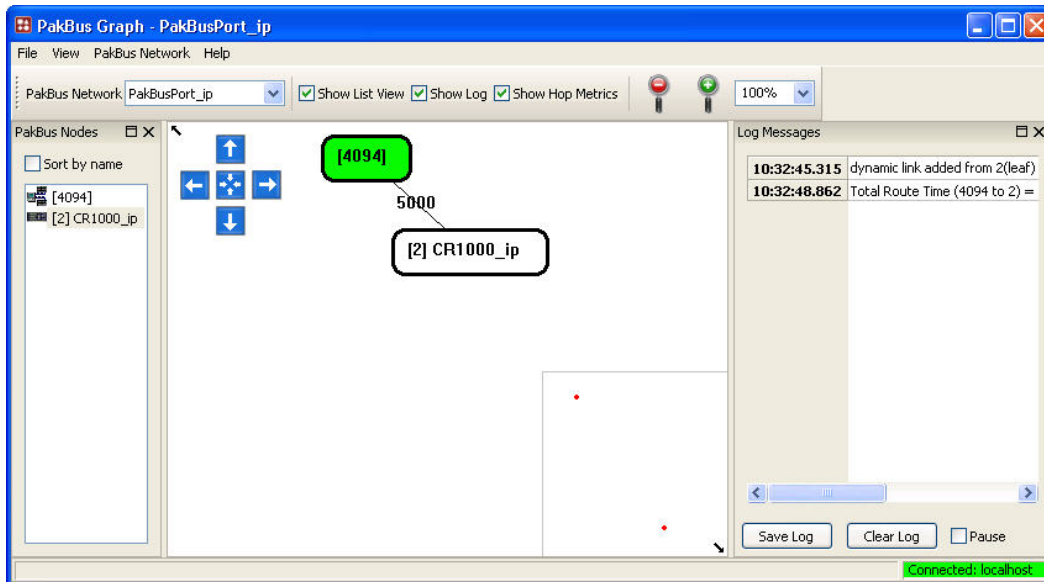 PakBus Graph - PakBusPort_ip
File View PakBus Network Help
PakBus Network PakBusPort_ip Show List View Show Log Show Hop Metrics 100%
PakBus Nodes
Sort by name
[4094]
[2] CR1000_ip
[4094]
5000
[2] CR1000_ip
Log Messages
10:32:45.315 dynamic link added from 2(leaf)
10:32:48.862 Total Route Time (4094 to 2) =
Save Log Clear Log Pause
Connected: localhost